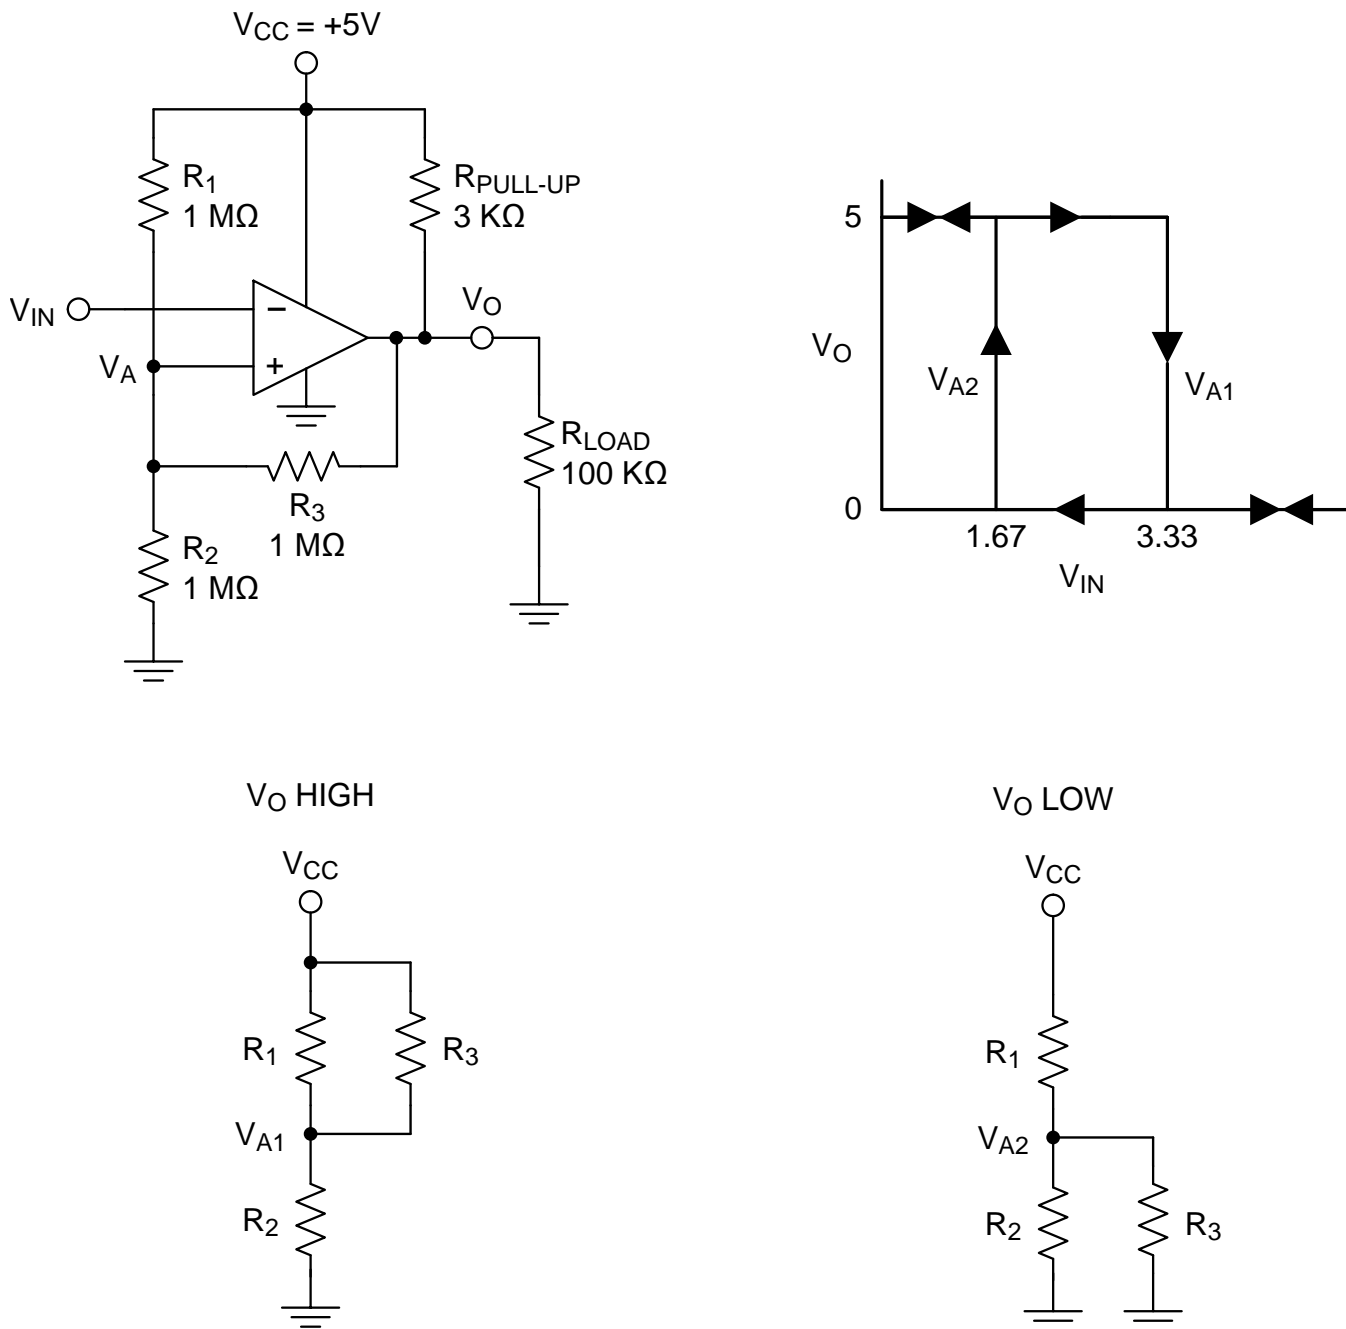 VCC = +5V
R1
1 MΩ
RPULL-UP
3 KΩ
VIN
−
+
VA
VO
RLOAD
100 KΩ
R3
1 MΩ
R2
1 MΩ
5
VO
VA2
VA1
0
1.67
3.33
VIN
VO HIGH
VCC
R1
R3
VA1
R2
VO LOW
VCC
R1
VA2
R2
R3